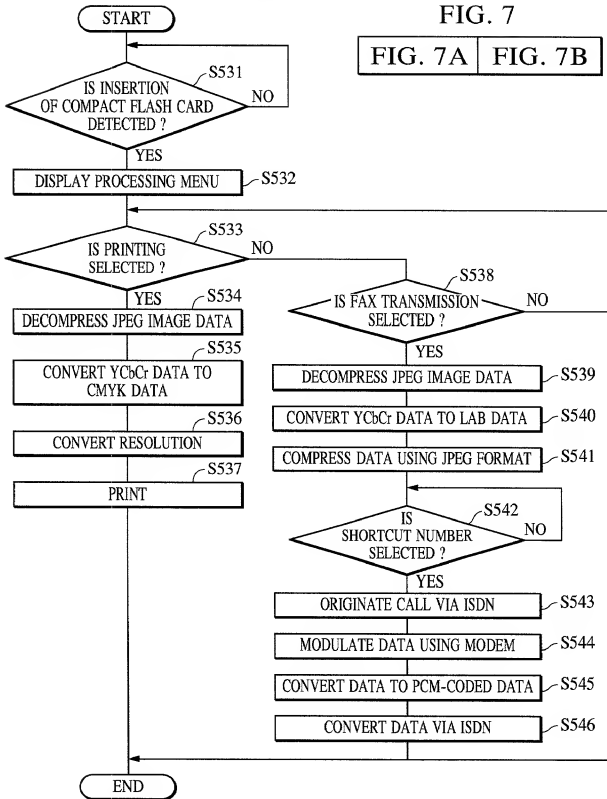 FIG. 7
FIG. 7A FIG. 7B
START
S531
IS INSERTION
OF COMPACT FLASH CARD
DETECTED ?
NO
YES
DISPLAY PROCESSING MENU
S532
S533
IS PRINTING
SELECTED ?
NO
YES
S534
DECOMPRESS JPEG IMAGE DATA
S535
CONVERT YCbCr DATA TO
CMYK DATA
S536
CONVERT RESOLUTION
S537
PRINT
S538
IS FAX TRANSMISSION
SELECTED ?
NO
YES
DECOMPRESS JPEG IMAGE DATA
S539
CONVERT YCbCr DATA TO LAB DATA
S540
COMPRESS DATA USING JPEG FORMAT
S541
S542
IS
SHORTCUT NUMBER
SELECTED ?
NO
YES
ORIGINATE CALL VIA ISDN
S543
MODULATE DATA USING MODEM
S544
CONVERT DATA TO PCM-CODED DATA
S545
CONVERT DATA VIA ISDN
S546
END